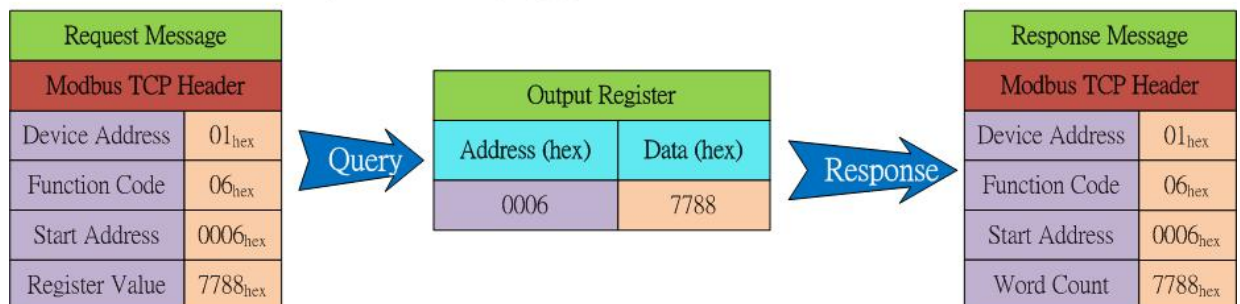 Request Message
Modbus TCP Header
Device Address 01hex
Function Code 06hex
Start Address 0006hex
Register Value 7788hex
Query
Output Register
Address (hex) Data (hex)
0006 7788
Response
Response Message
Modbus TCP Header
Device Address 01hex
Function Code 06hex
Start Address 0006hex
Word Count 7788hex